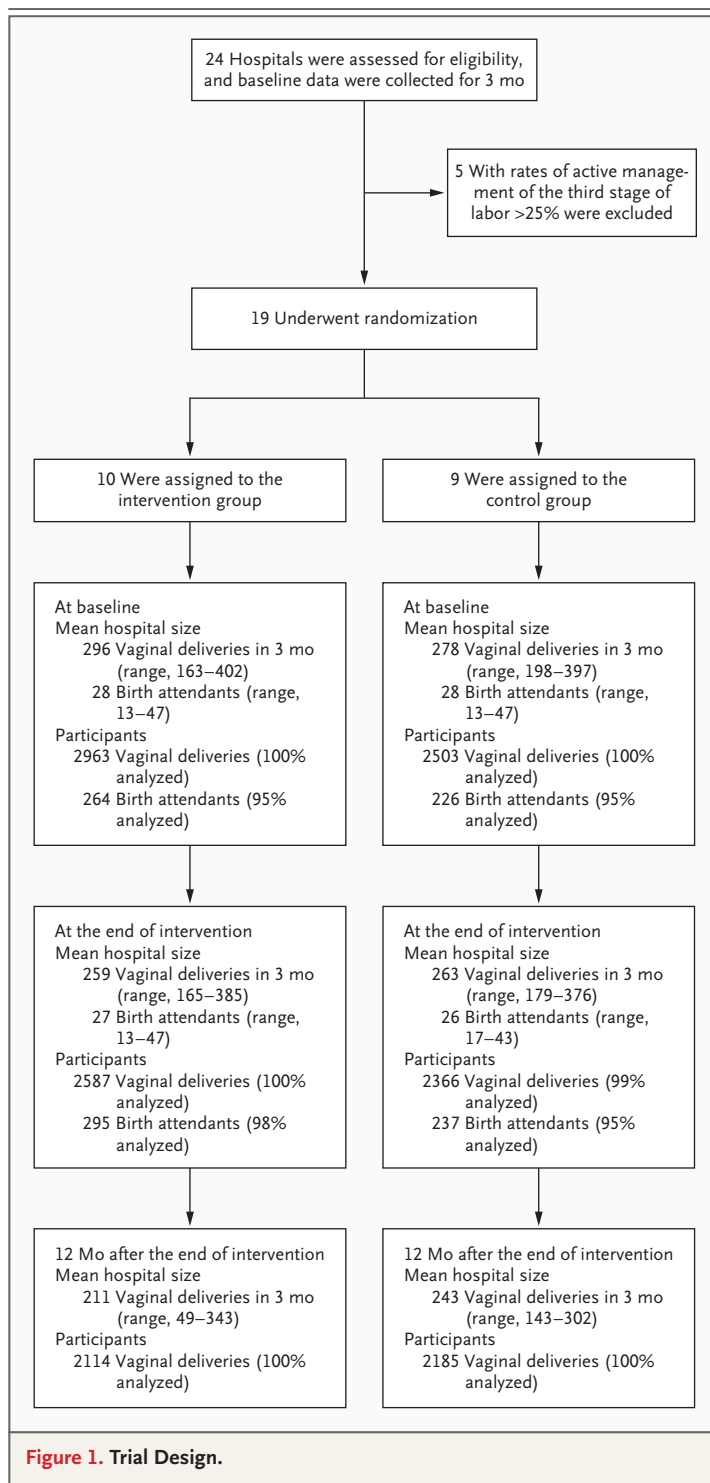 24 Hospitals were assessed for eligibility,
and baseline data were collected for 3 mo
5 With rates of active manage-
ment of the third stage of
labor >25% were excluded
19 Underwent randomization
10 Were assigned to the
intervention group
9 Were assigned to the
control group
At baseline
Mean hospital size
296 Vaginal deliveries in 3 mo
(range, 163–402)
28 Birth attendants (range,
13–47)
Participants
2963 Vaginal deliveries (100%
analyzed)
264 Birth attendants (95%
analyzed)
At baseline
Mean hospital size
278 Vaginal deliveries in 3 mo
(range, 198–397)
28 Birth attendants (range,
13–47)
Participants
2503 Vaginal deliveries (100%
analyzed)
226 Birth attendants (95%
analyzed)
At the end of intervention
Mean hospital size
259 Vaginal deliveries in 3 mo
(range, 165–385)
27 Birth attendants (range,
13–47)
Participants
2587 Vaginal deliveries (100%
analyzed)
295 Birth attendants (98%
analyzed)
At the end of intervention
Mean hospital size
263 Vaginal deliveries in 3 mo
(range, 179–376)
26 Birth attendants (range,
17–43)
Participants
2366 Vaginal deliveries (99%
analyzed)
237 Birth attendants (95%
analyzed)
12 Mo after the end of intervention
Mean hospital size
211 Vaginal deliveries in 3 mo
(range, 49–343)
Participants
2114 Vaginal deliveries (100%
analyzed)
12 Mo after the end of intervention
Mean hospital size
243 Vaginal deliveries in 3 mo
(range, 143–302)
Participants
2185 Vaginal deliveries (100%
analyzed)
Figure 1. Trial Design.